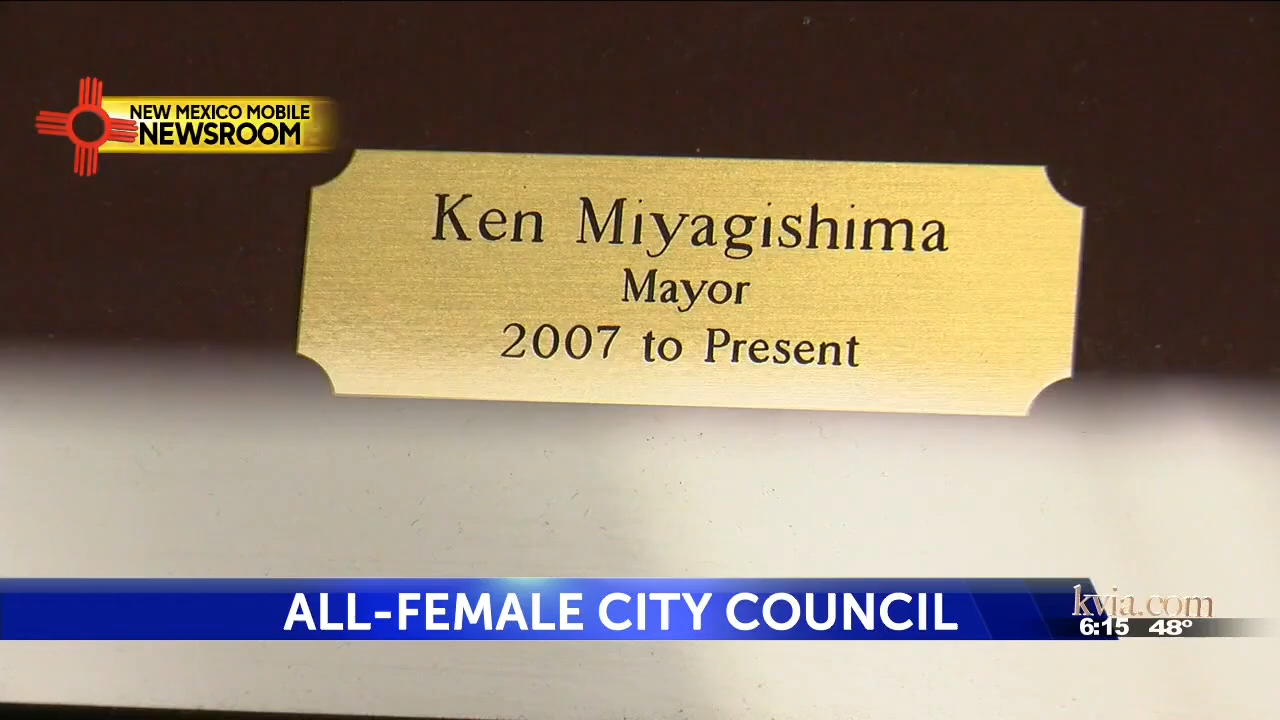 NEW MEXICO MOBILE
NEWSROOM
Ken Miyagishima
Mayor
2007 to Present
ALL-FEMALE CITY COUNCIL
kvia.com
6:15 48°